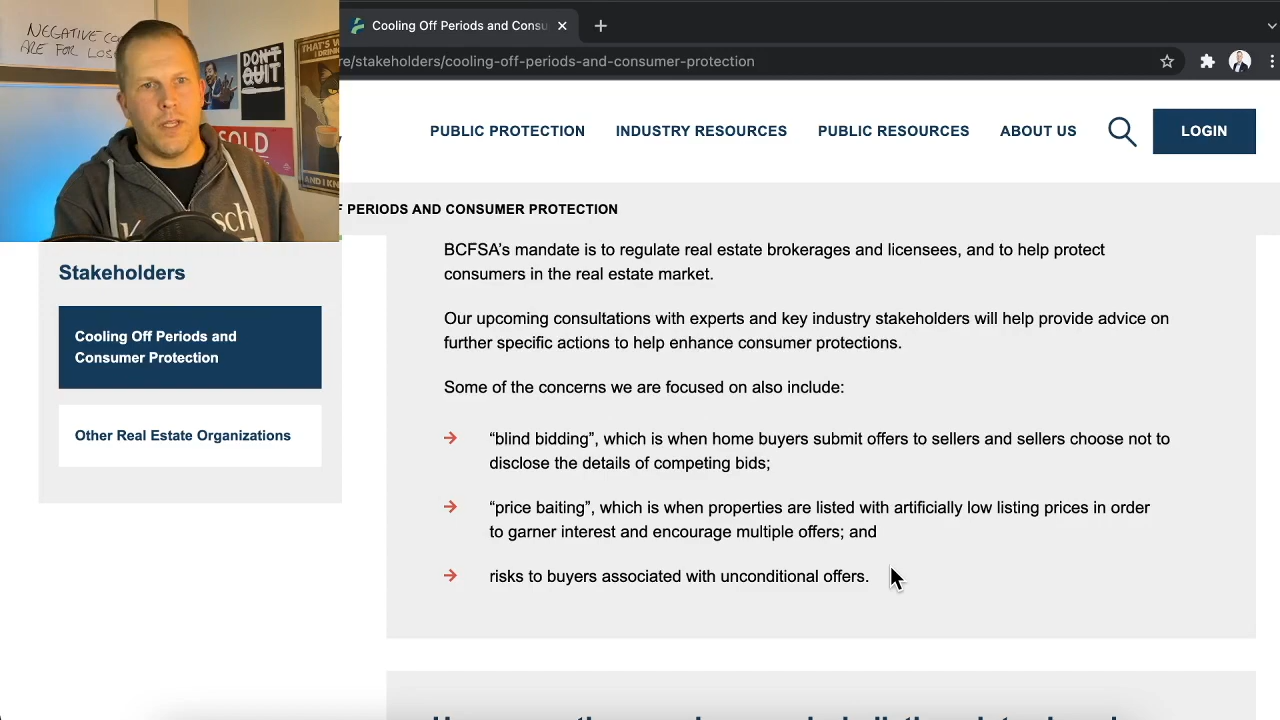 NEGATIVE CO
ARE FOR LOS
DON'T
QUIT
THAT'S W
I DRIN
SOLD
AND I KN
sch
Cooling Off Periods and Consu
re/stakeholders/cooling-off-periods-and-consumer-protection
PUBLIC PROTECTION INDUSTRY RESOURCES PUBLIC RESOURCES ABOUT US LOGIN
F PERIODS AND CONSUMER PROTECTION
Stakeholders
Cooling Off Periods and
Consumer Protection
Other Real Estate Organizations
BCFSA’s mandate is to regulate real estate brokerages and licensees, and to help protect
consumers in the real estate market.
Our upcoming consultations with experts and key industry stakeholders will help provide advice on
further specific actions to help enhance consumer protections.
Some of the concerns we are focused on also include:
“blind bidding”, which is when home buyers submit offers to sellers and sellers choose not to
disclose the details of competing bids;
“price baiting”, which is when properties are listed with artificially low listing prices in order
to garner interest and encourage multiple offers; and
risks to buyers associated with unconditional offers.